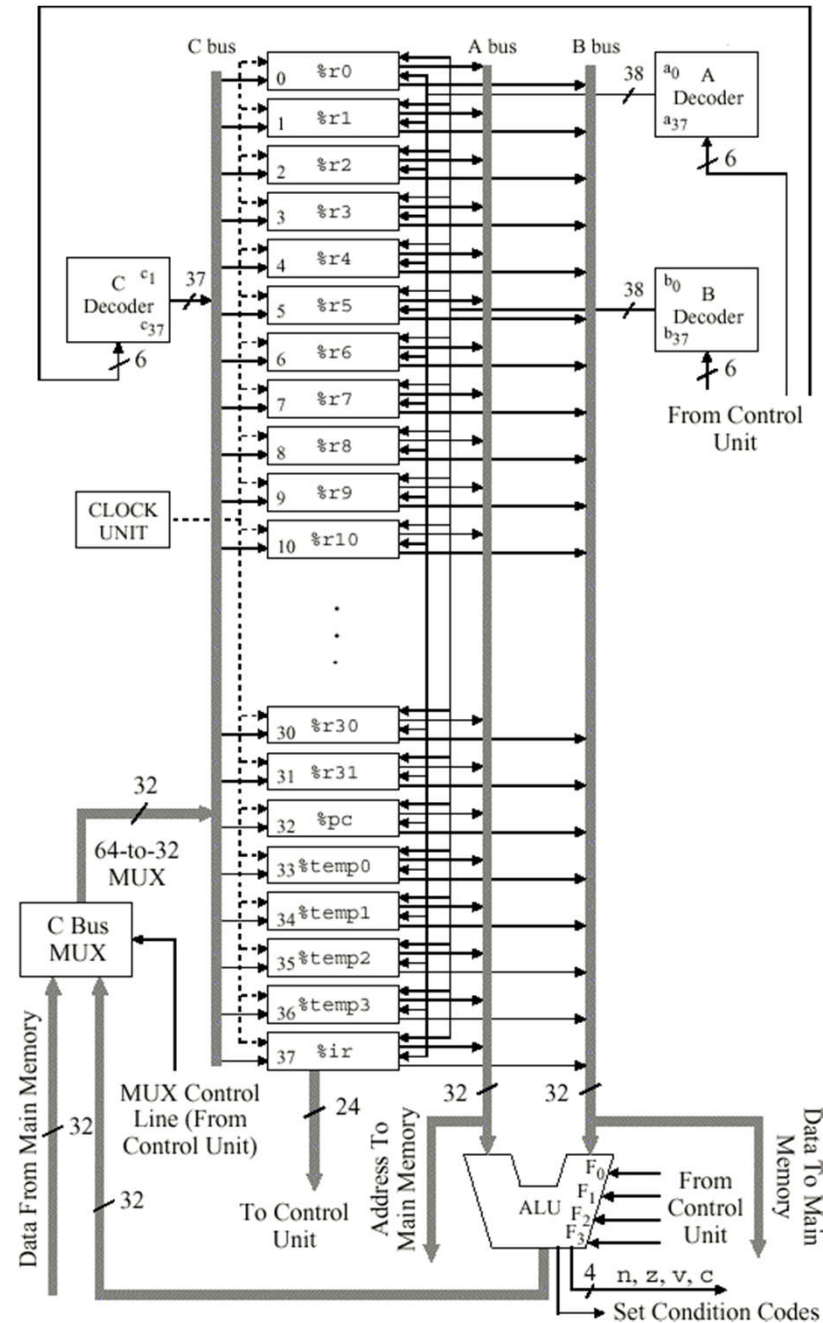 C bus
A bus
B bus
0 %r0
1 %r1
2 %r2
3 %r3
4 %r4
5 %r5
6 %r6
7 %r7
8 %r8
9 %r9
10 %r10
.
.
.
30 %r30
31 %r31
32 %pc
33 %temp0
34 %temp1
35 %temp2
36 %temp3
37 %ir
38
a0
A
Decoder
a37
6
38
b0
B
Decoder
b37
6
From Control
Unit
C
c1
Decoder
c37
37
6
CLOCK
UNIT
32
64-to-32
MUX
C Bus
MUX
MUX Control
Line (From
Control Unit)
Data From Main Memory
32
32
24
To Control
Unit
32
32
Address To
Main Memory
Data To Main
Memory
ALU
F0
F1
F2
F3
From
Control
Unit
4
n, z, v, c
Set Condition Codes